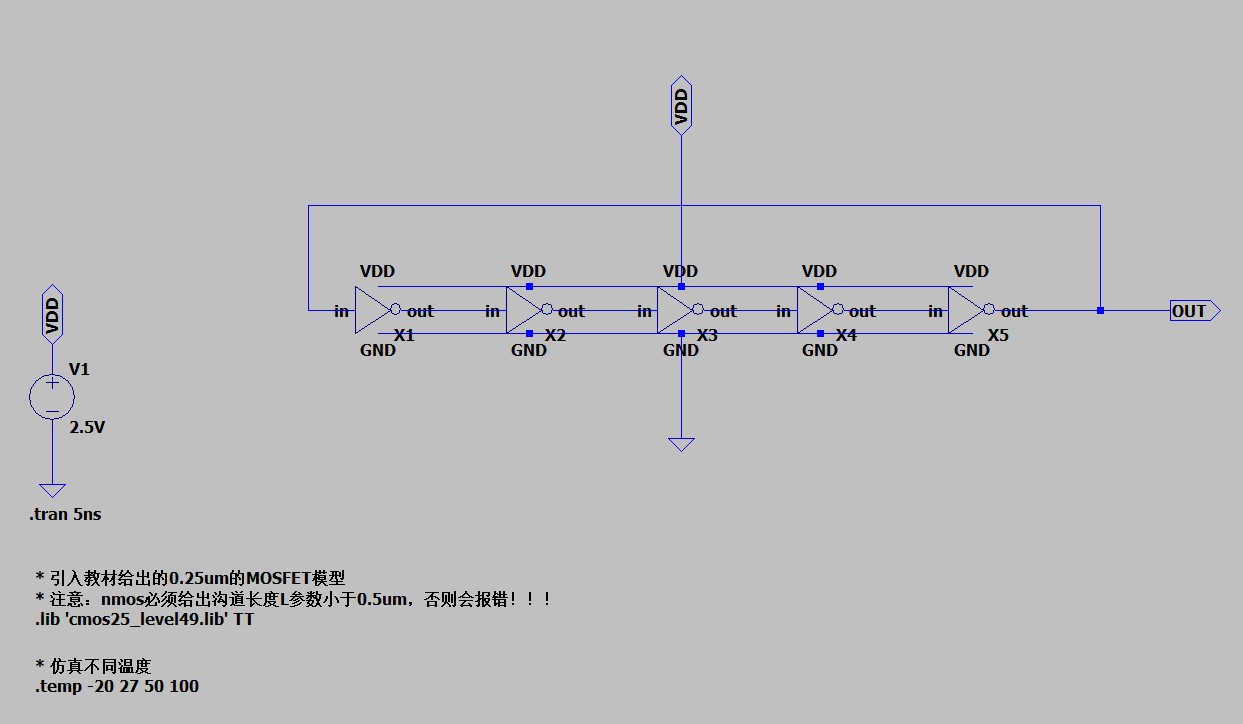 VDD
VDD VDD VDD VDD VDD
in out in out in out in out in out OUT
X1 X2 X3 X4 X5
GND GND GND GND GND
VDD
V1
+
−
2.5V
.tran 5ns
* 引入教材给出的0.25um的MOSFET模型
* 注意：nmos必须给出沟道长度L参数小于0.5um，否则会报错！！！
.lib 'cmos25_level49.lib' TT
* 仿真不同温度
.temp -20 27 50 100